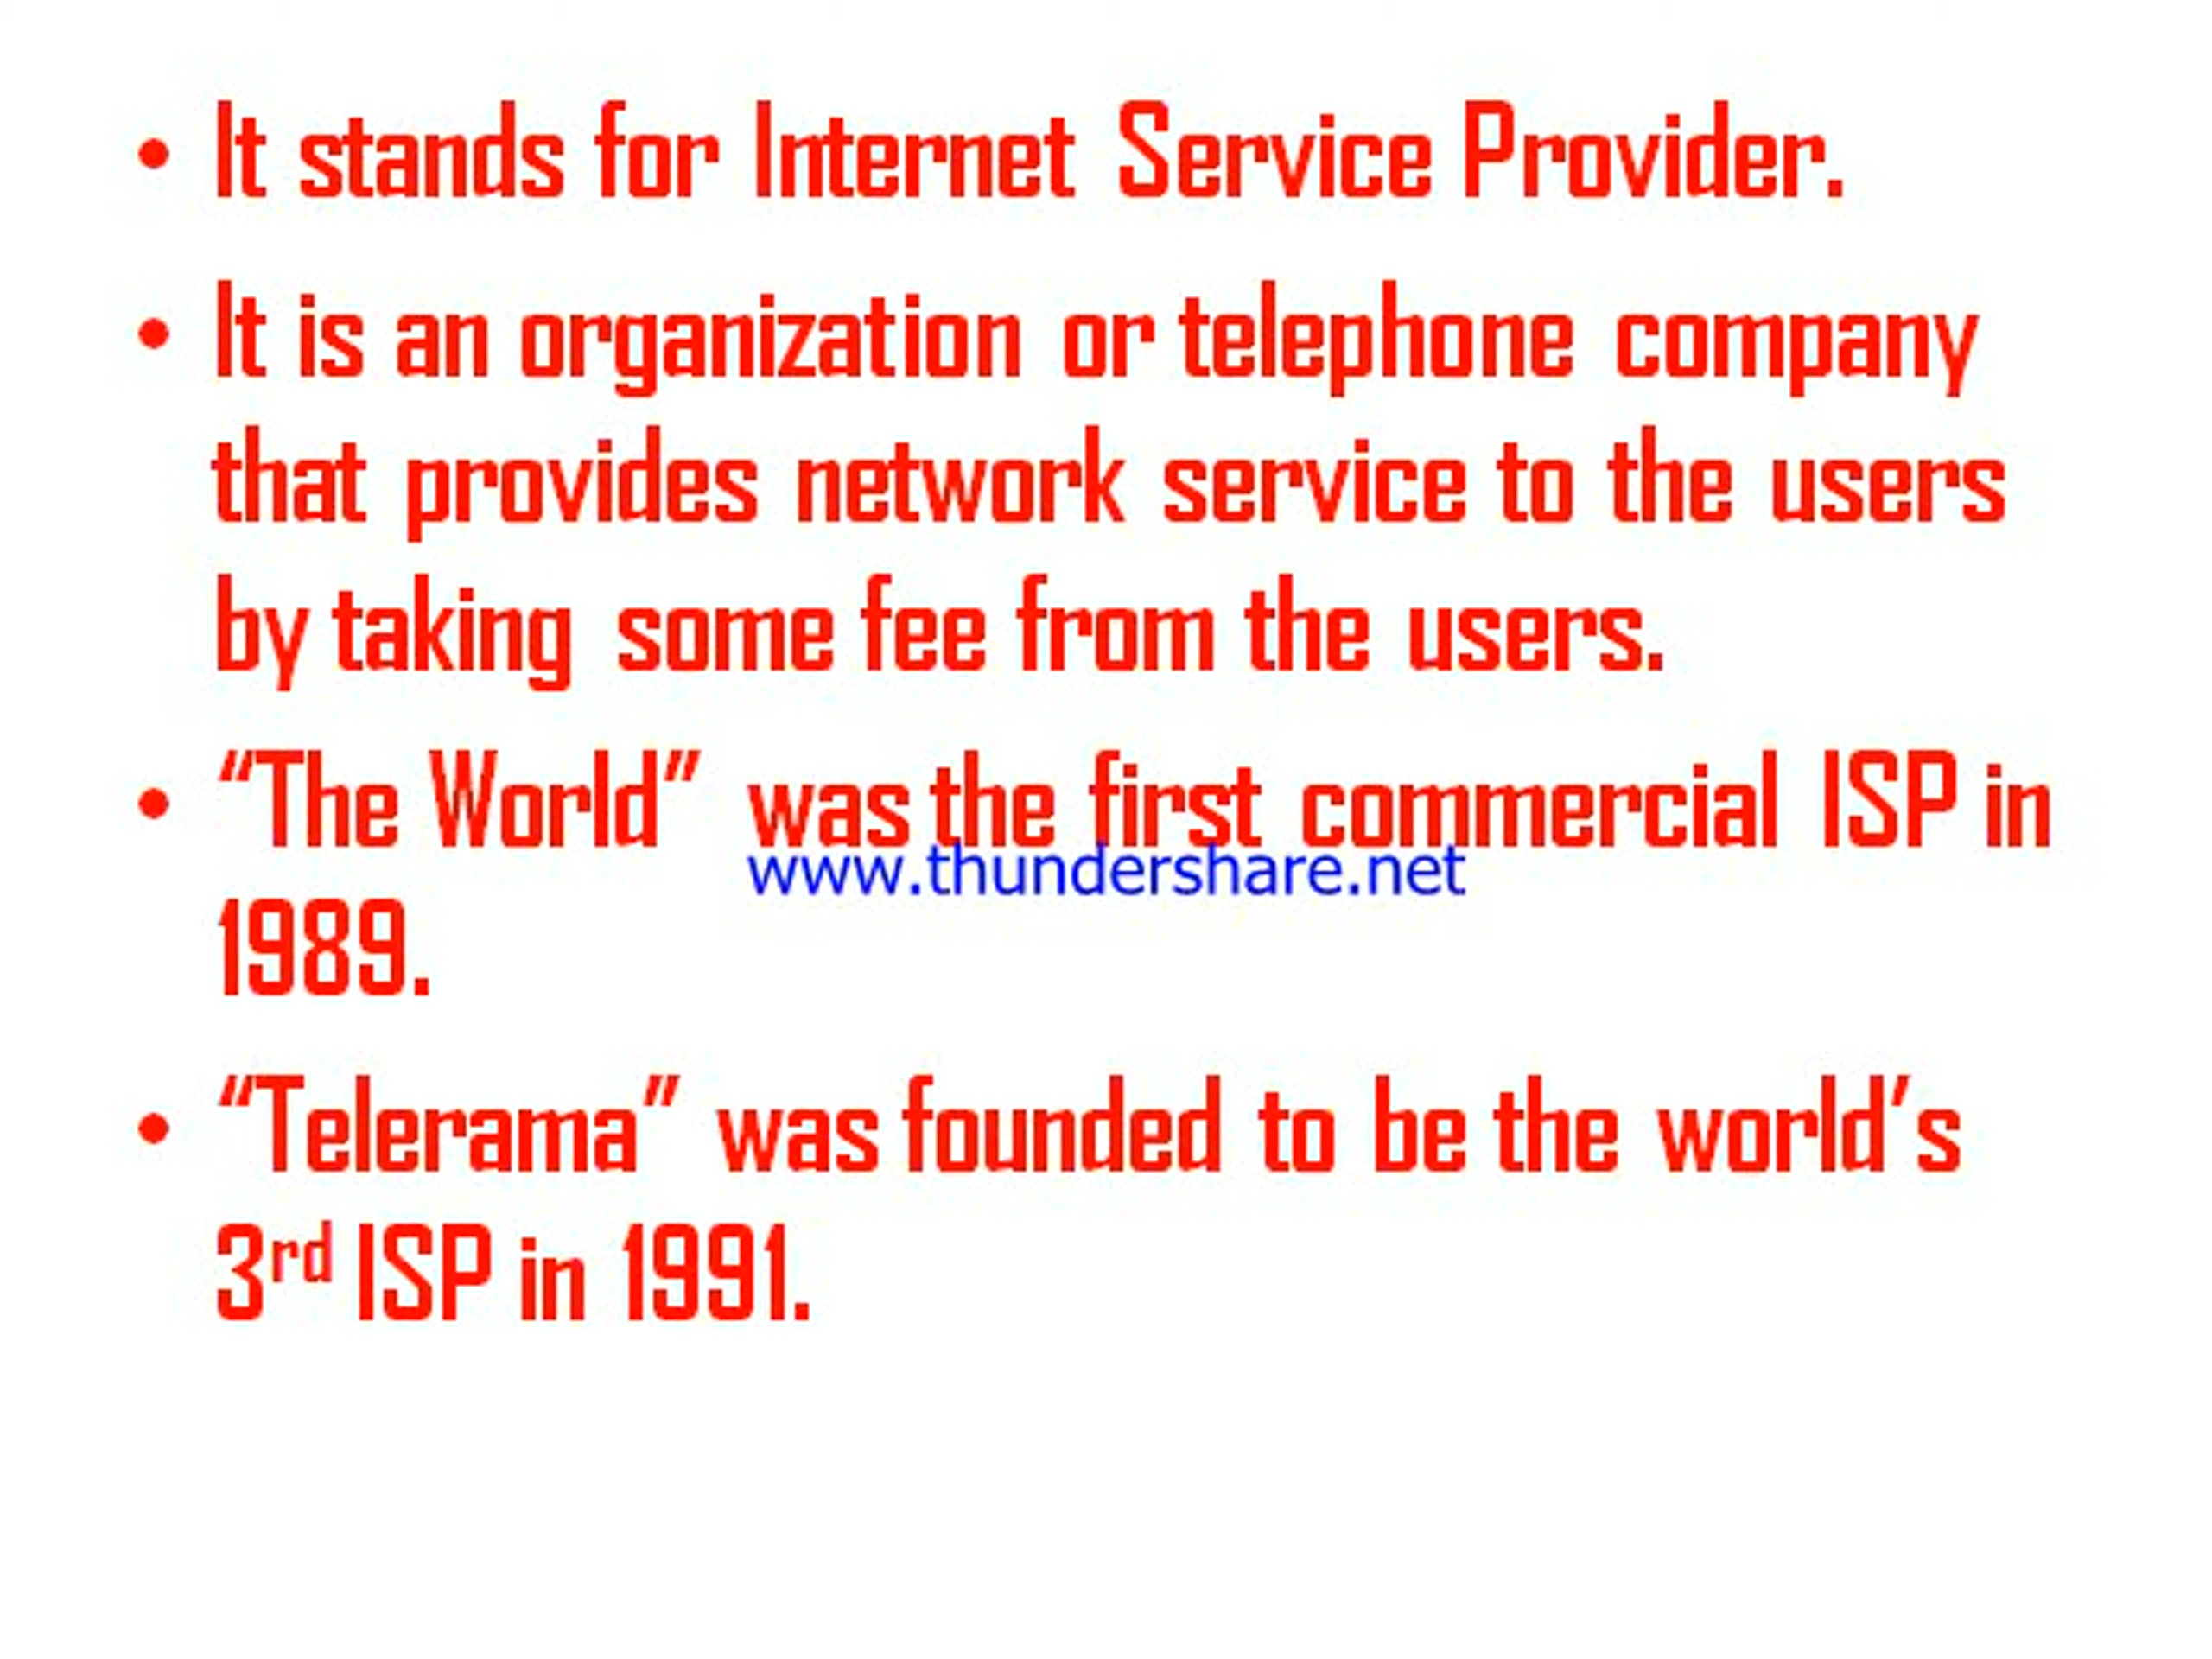 • It stands for Internet Service Provider.
• It is an organization or telephone company
that provides network service to the users
by taking some fee from the users.
• “The World” was the first commercial ISP in
www.thundershare.net
1989.
• “Telerama” was founded to be the world’s
3rd ISP in 1991.